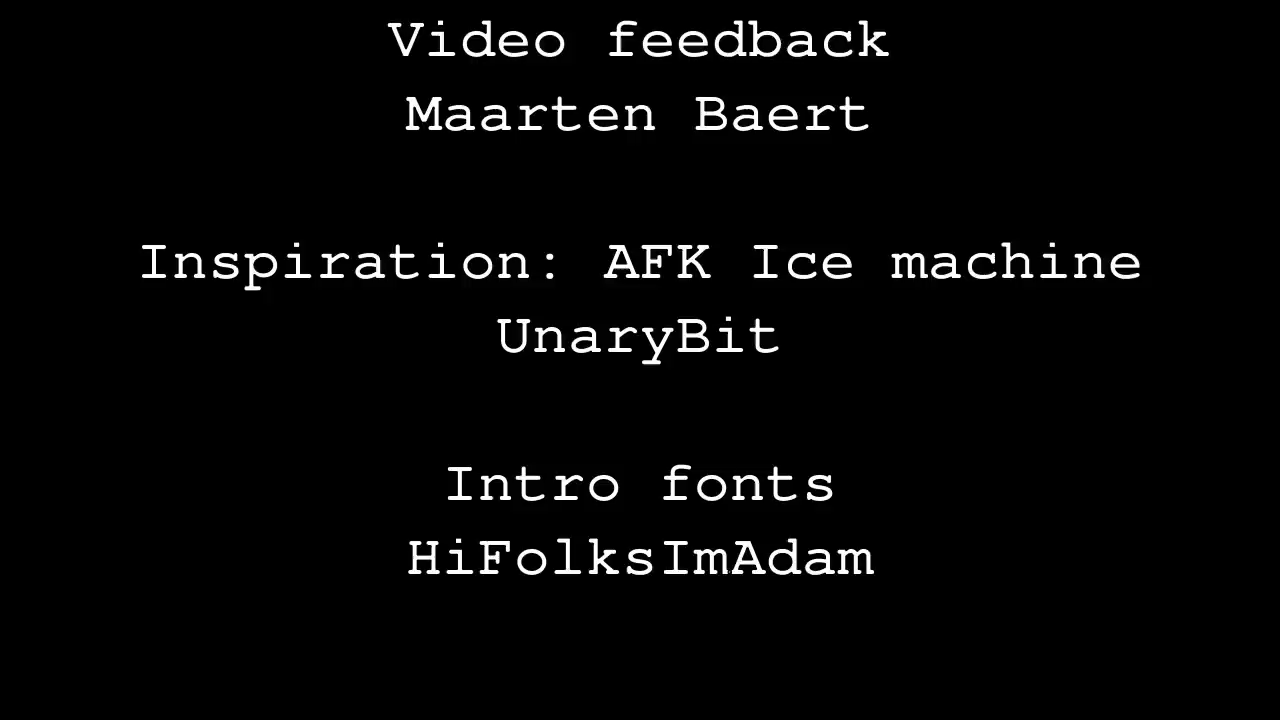 Video feedback
Maarten Baert
Inspiration: AFK Ice machine
UnaryBit
Intro fonts
HiFolksImAdam